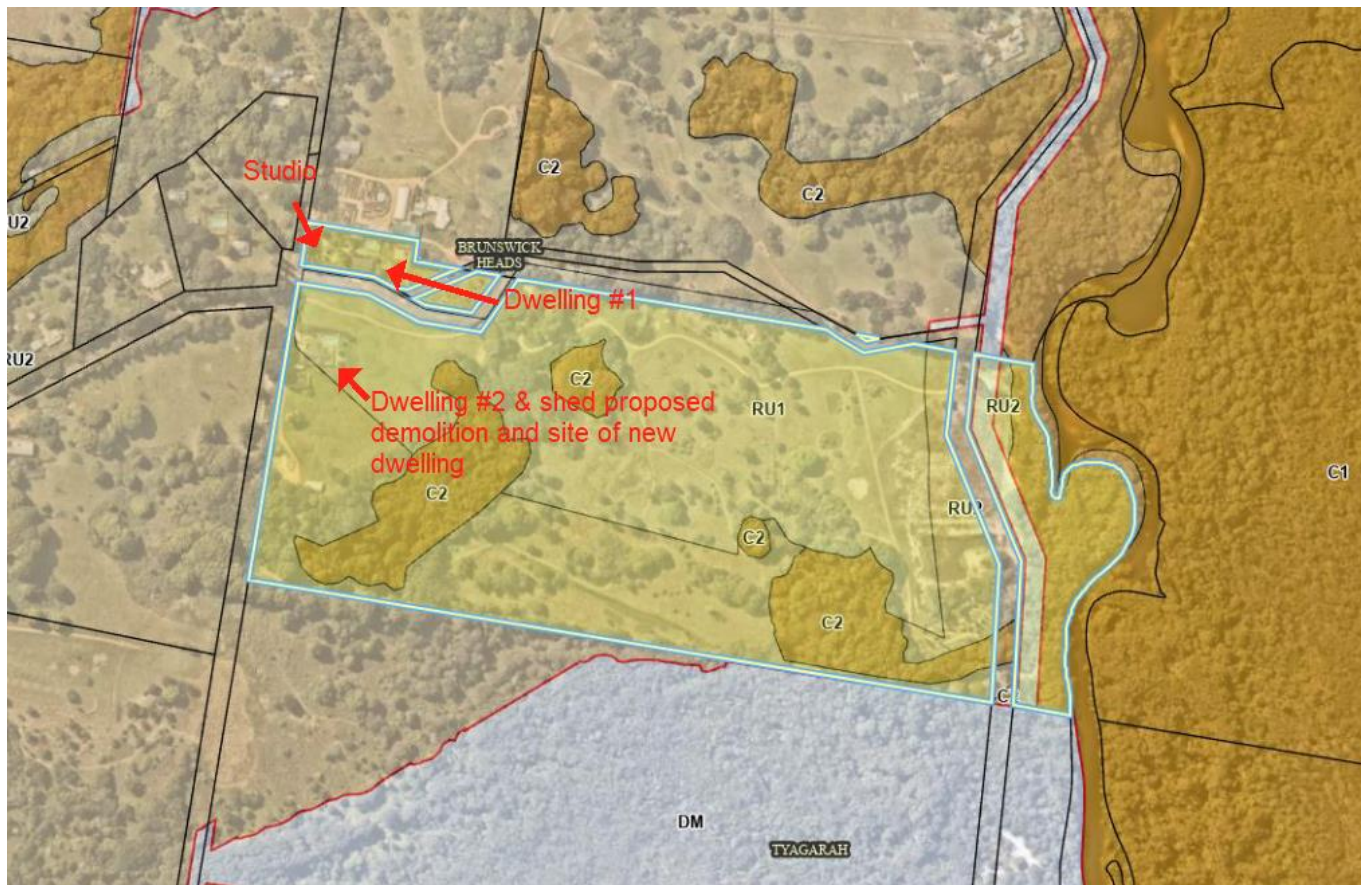 C2
C2
Studio
U2
BRUNSWICK
HEADS
Dwelling #1
RU2
C2
Dwelling #2 & shed proposed
demolition and site of new
dwelling
RU1
RU2
C1
C2
RU2
C2
C2
C
DM
TYAGARAH